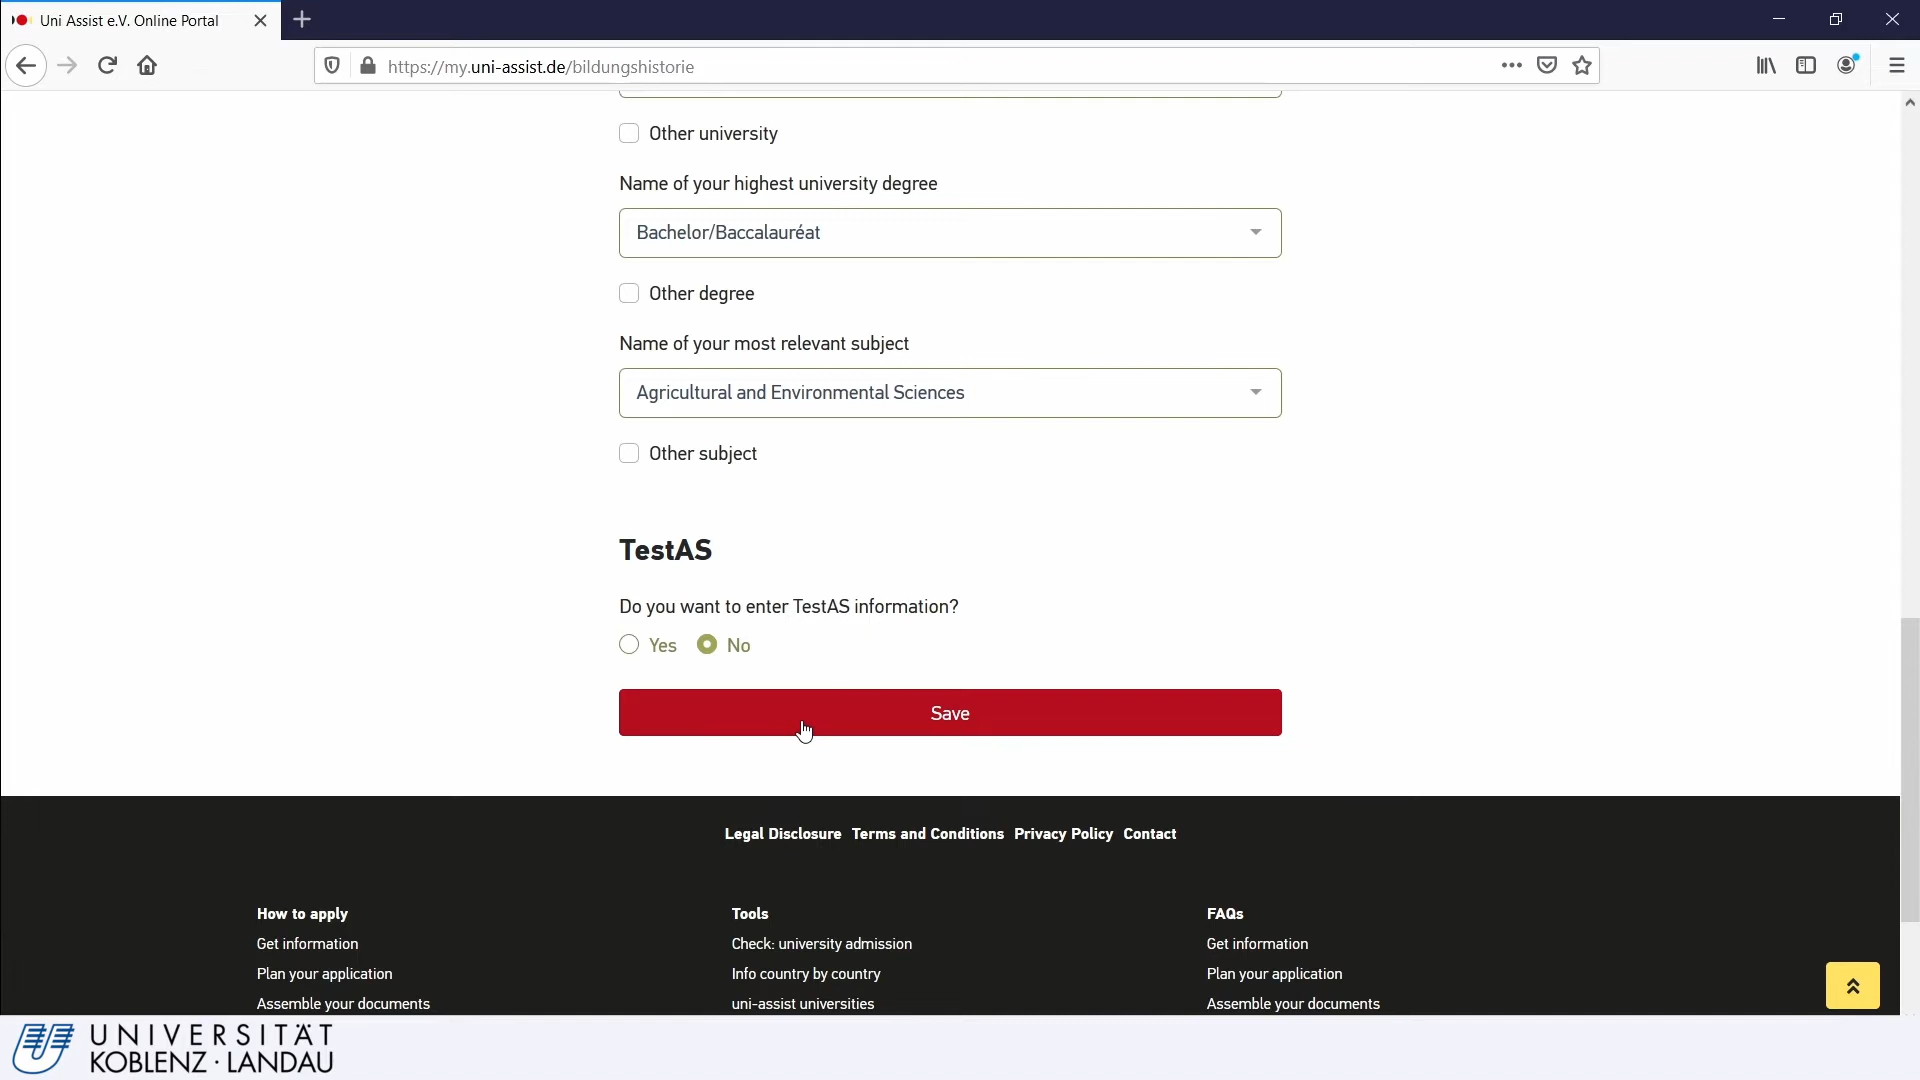 Uni Assist e.V. Online Portal
https://my.uni-assist.de/bildungshistorie
Other university
Name of your highest university degree
Bachelor/Baccalauréat
Other degree
Name of your most relevant subject
Agricultural and Environmental Sciences
Other subject
TestAS
Do you want to enter TestAS information?
Yes No
Save
Legal Disclosure Terms and Conditions Privacy Policy Contact
How to apply
Get information
Plan your application
Assemble your documents
Tools
Check: university admission
Info country by country
uni-assist universities
FAQs
Get information
Plan your application
Assemble your documents
UNIVERSITÄT
KOBLENZ · LANDAU